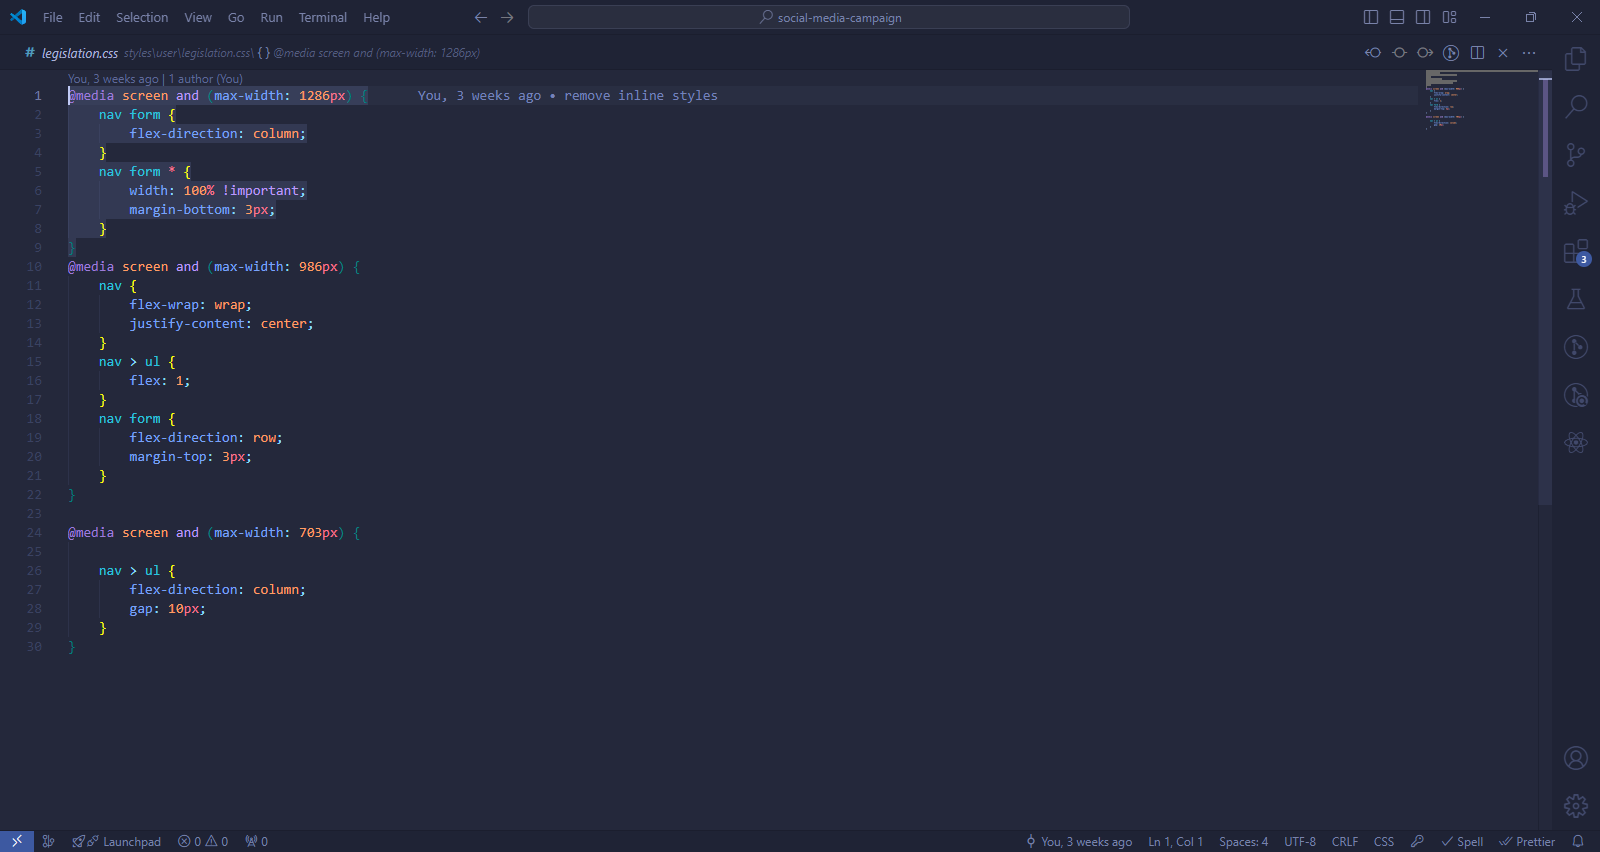 File Edit Selection View Go Run Terminal Help
social-media-campaign
# legislation.css styles\user\legislation.css\ { } @media screen and (max-width: 1286px)
You, 3 weeks ago | 1 author (You)
1 @media screen and (max-width: 1286px) { You, 3 weeks ago • remove inline styles
2 nav form {
3 flex-direction: column;
4 }
5 nav form * {
6 width: 100% !important;
7 margin-bottom: 3px;
8 }
9 }
10 @media screen and (max-width: 986px) {
11 nav {
12 flex-wrap: wrap;
13 justify-content: center;
14 }
15 nav > ul {
16 flex: 1;
17 }
18 nav form {
19 flex-direction: row;
20 margin-top: 3px;
21 }
22 }
23
24 @media screen and (max-width: 703px) {
25
26 nav > ul {
27 flex-direction: column;
28 gap: 10px;
29 }
30 }
3
Launchpad 0 0 0 You, 3 weeks ago Ln 1, Col 1 Spaces: 4 UTF-8 CRLF CSS Spell Prettier